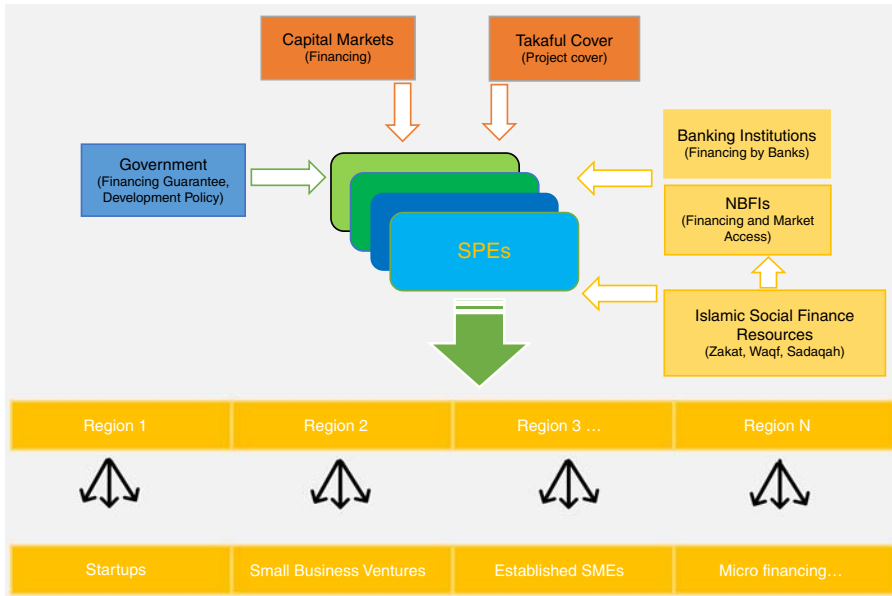 Capital Markets
(Financing)
Takaful Cover
(Project cover)
Government
(Financing Guarantee,
Development Policy)
Banking Institutions
(Financing by Banks)
NBFIs
(Financing and Market
Access)
SPEs
Islamic Social Finance
Resources
(Zakat, Waqf, Sadaqah)
Region 1
Region 2
Region 3 ...
Region N
Startups
Small Business Ventures
Established SMEs
Micro financing...